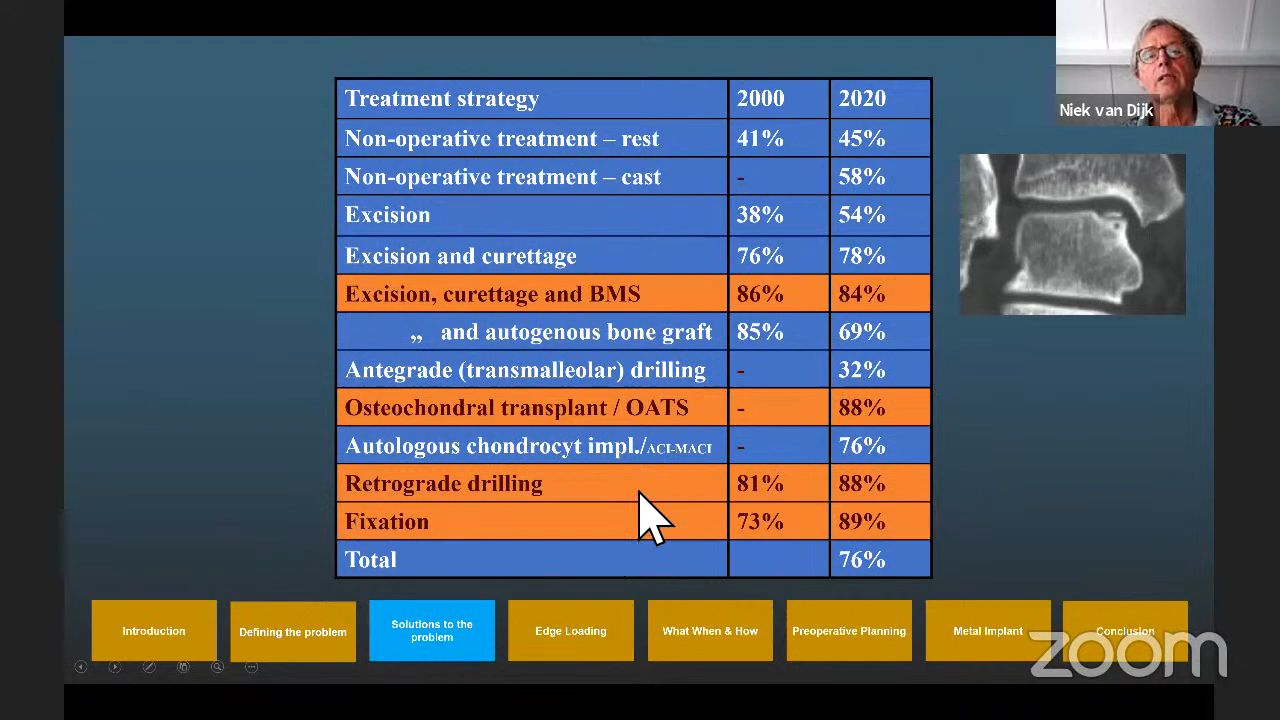 Niek van Dijk
Treatment strategy 2000 2020
Non-operative treatment – rest 41% 45%
Non-operative treatment – cast - 58%
Excision 38% 54%
Excision and curettage 76% 78%
Excision, curettage and BMS 86% 84%
„ and autogenous bone graft 85% 69%
Antegrade (transmalleolar) drilling - 32%
Osteochondral transplant / OATS - 88%
Autologous chondrocyt impl./ACI-MACI - 76%
Retrograde drilling 81% 88%
Fixation 73% 89%
Total 76%
Introduction
Defining the problem
Solutions to the
problem
Edge Loading
What When & How
Preoperative Planning
Metal Implant
Conclusion
zoom